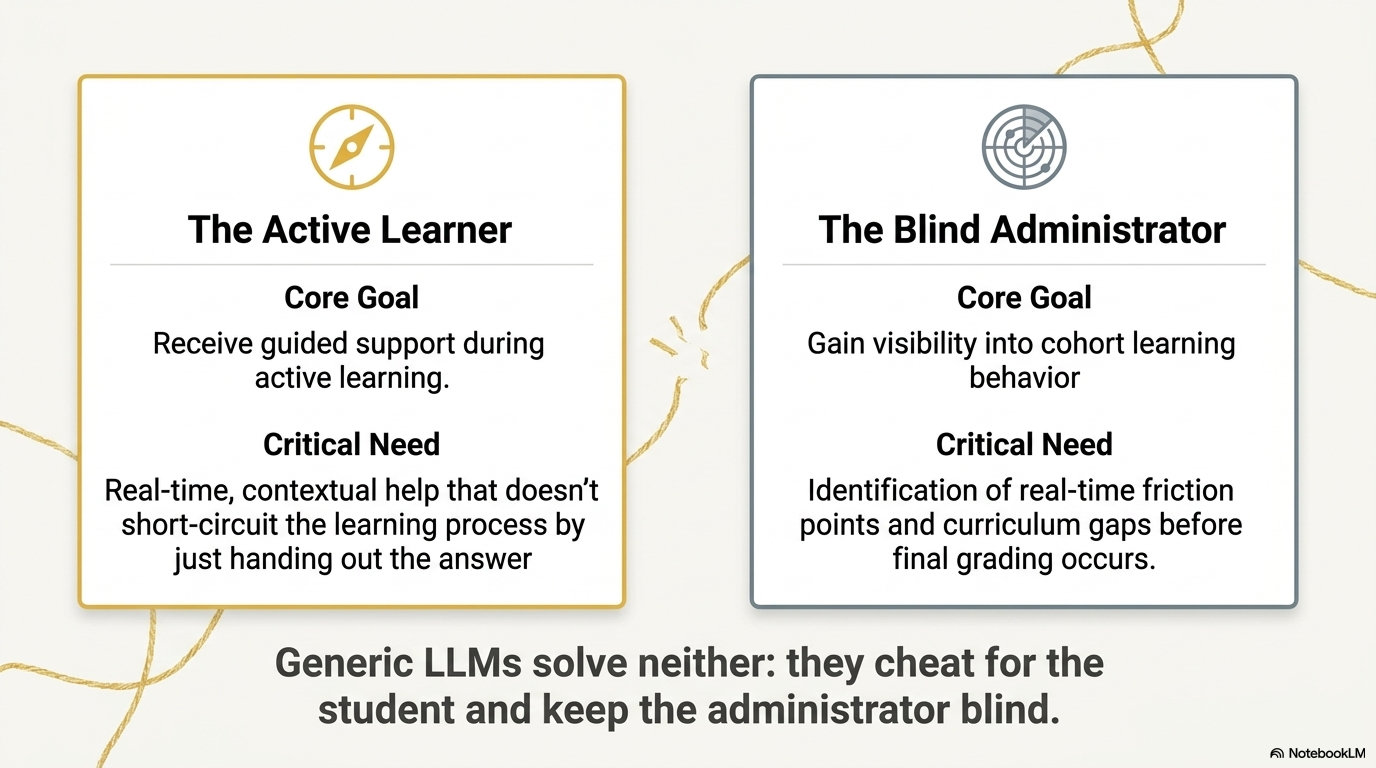 The Active Learner
Core Goal
Receive guided support during
active learning.
Critical Need
Real-time, contextual help that doesn’t
short-circuit the learning process by
just handing out the answer
The Blind Administrator
Core Goal
Gain visibility into cohort learning
behavior
Critical Need
Identification of real-time friction
points and curriculum gaps before
final grading occurs.
Generic LLMs solve neither: they cheat for the
student and keep the administrator blind.
NotebookLM